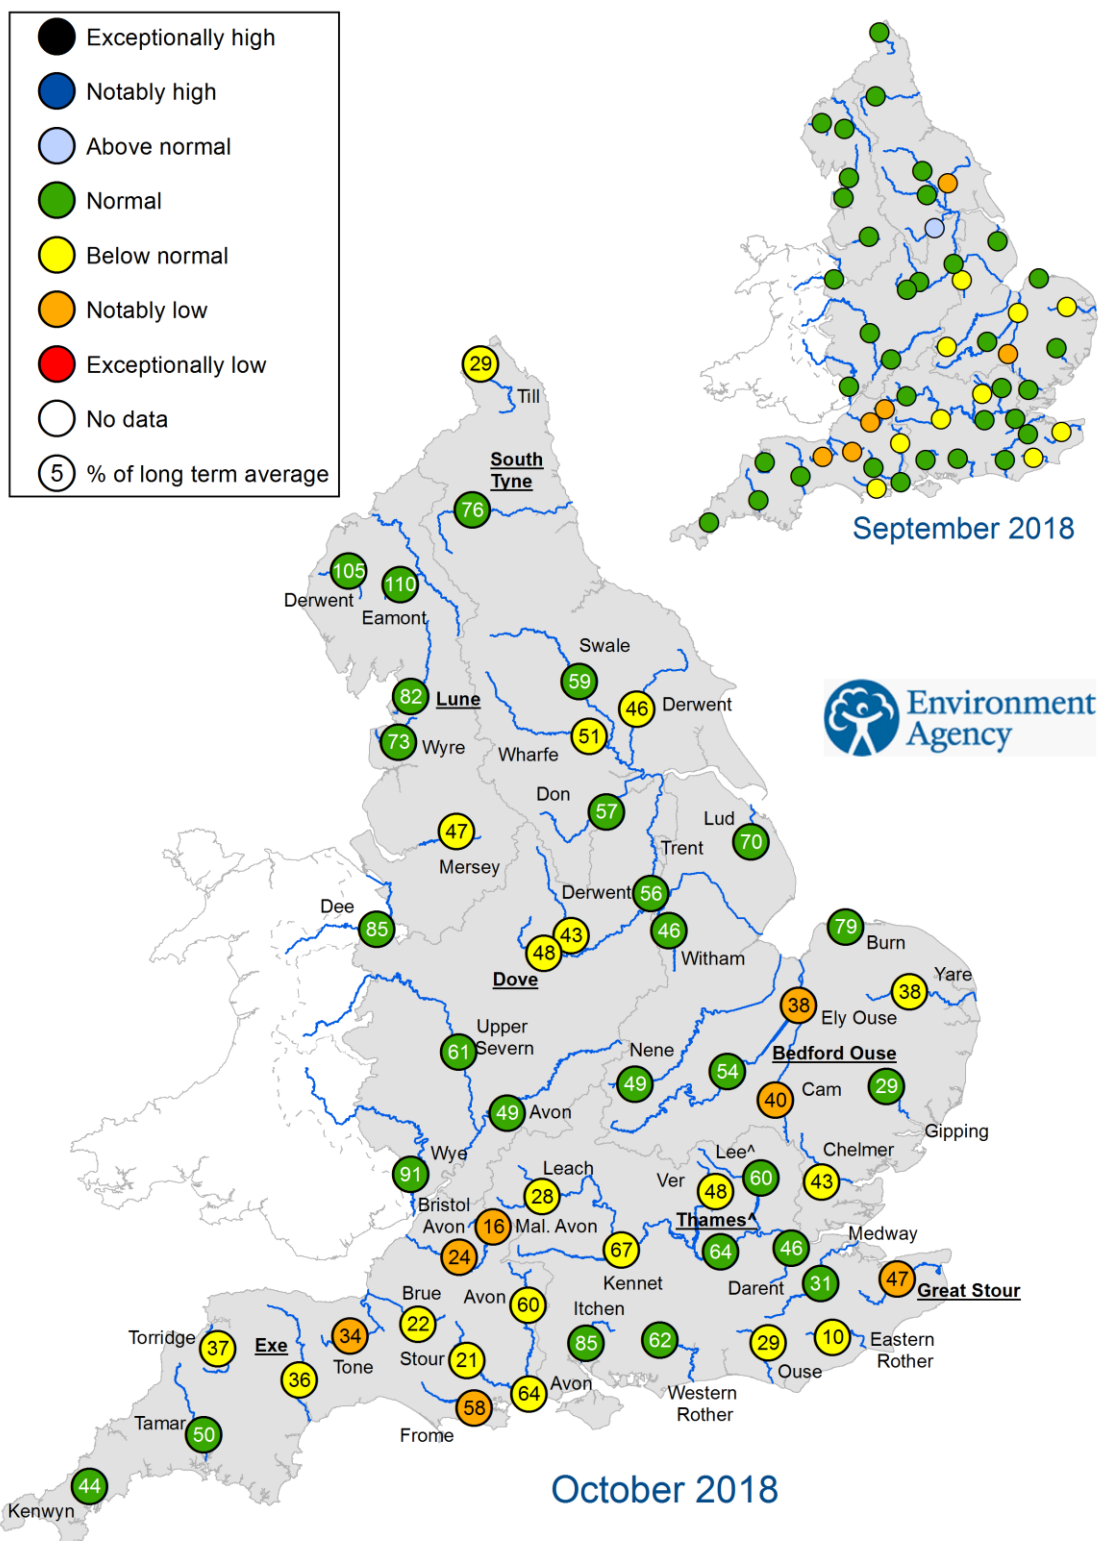 Exceptionally high
Notably high
Above normal
Normal
Below normal
Notably low
Exceptionally low
No data
5 % of long term average
September 2018
29
Till
South
Tyne
76
105
Derwent
110
Eamont
Swale
59
82
Lune
46
Derwent
73
Wyre
51
Wharfe
Environment
Agency
Don
57
Lud
70
47
Mersey
Trent
Derwent
56
Dee
85
43
48
Dove
46
Witham
79
Burn
Yare
38
38
Ely Ouse
Upper
Severn
61
Nene
49
Bedford Ouse
54
Cam
40
29
Gipping
49
Avon
Wye
91
Leach
28
Lee^
60
Ver
48
Chelmer
43
Bristol
Avon
16
Mal. Avon
24
Thames^
64
67
Kennet
46
Darent
Medway
31
47
Great Stour
Brue
22
Avon
60
Itchen
85
62
Western
Rother
29
Ouse
10
Eastern
Rother
Torridge
37
Exe
36
34
Tone
Stour
21
64
Avon
58
Frome
Tamar
50
44
Kenwyn
October 2018